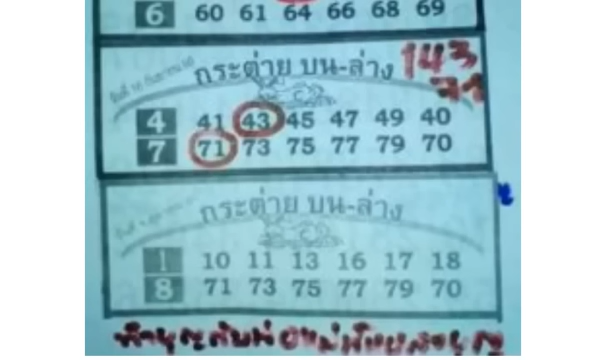 6 60 61 64 66 68 69
กระต่าย บน-ล่าง 143
71
4 41 43 45 47 49 40
7 71 73 75 77 79 70
กระต่าย บน-ล่าง
1 10 11 13 16 17 18
8 71 73 75 77 79 70